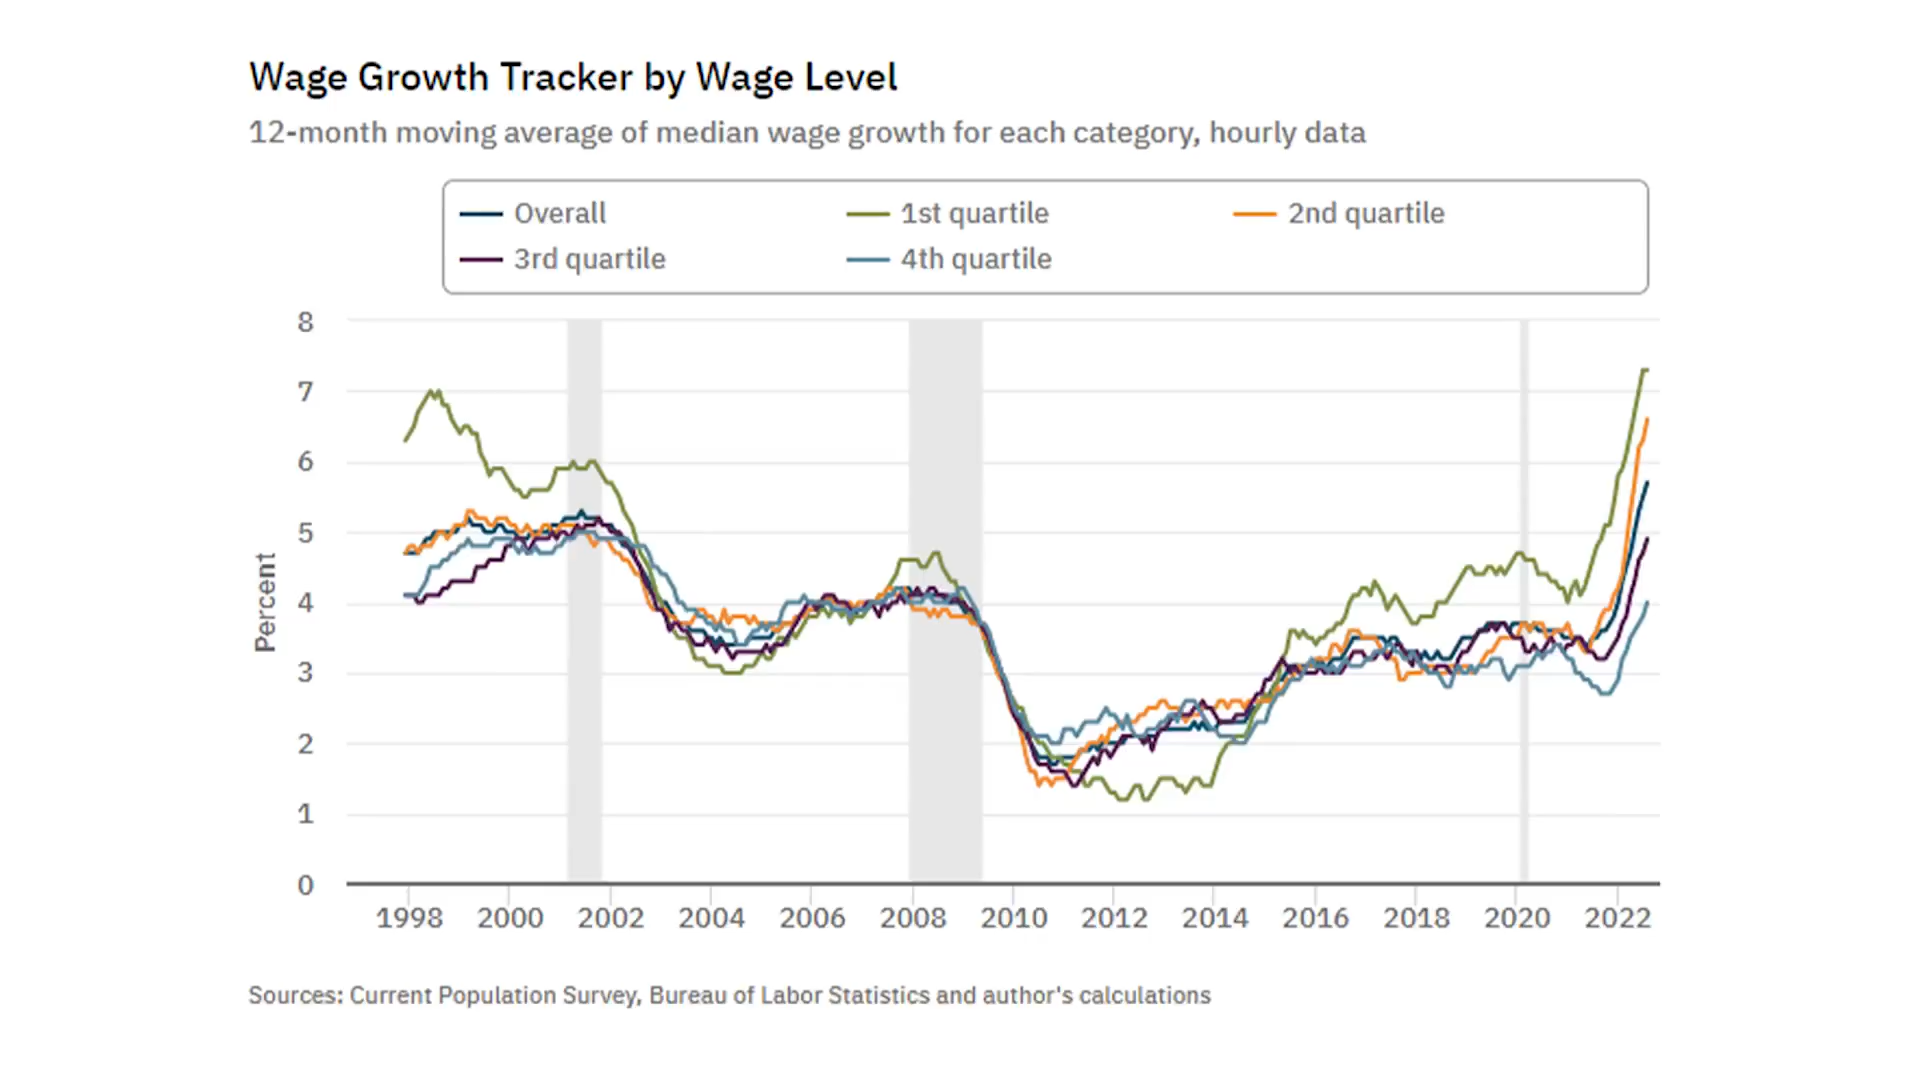 Wage Growth Tracker by Wage Level
12-month moving average of median wage growth for each category, hourly data
Overall 1st quartile 2nd quartile
3rd quartile 4th quartile
8
7
6
5
4
3
2
1
0
Percent
1998 2000 2002 2004 2006 2008 2010 2012 2014 2016 2018 2020 2022
Sources: Current Population Survey, Bureau of Labor Statistics and author's calculations